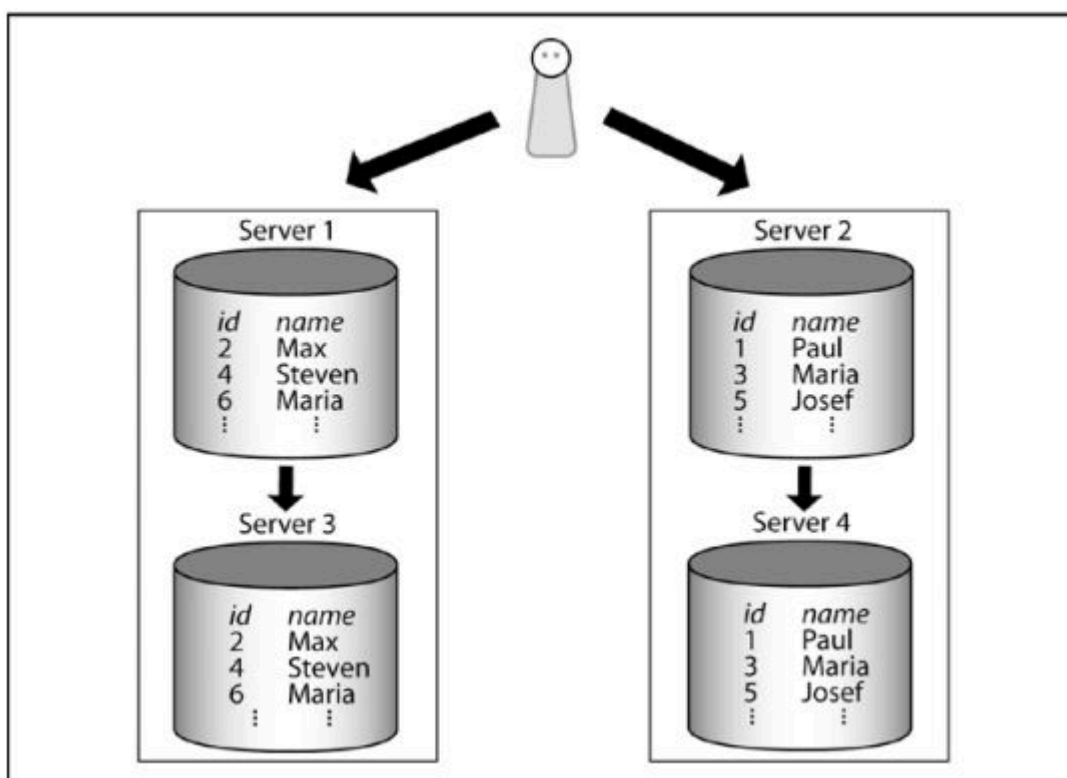 Server 1
id name
2 Max
4 Steven
6 Maria
⋮ ⋮
Server 3
id name
2 Max
4 Steven
6 Maria
⋮ ⋮
Server 2
id name
1 Paul
3 Maria
5 Josef
⋮ ⋮
Server 4
id name
1 Paul
3 Maria
5 Josef
⋮ ⋮